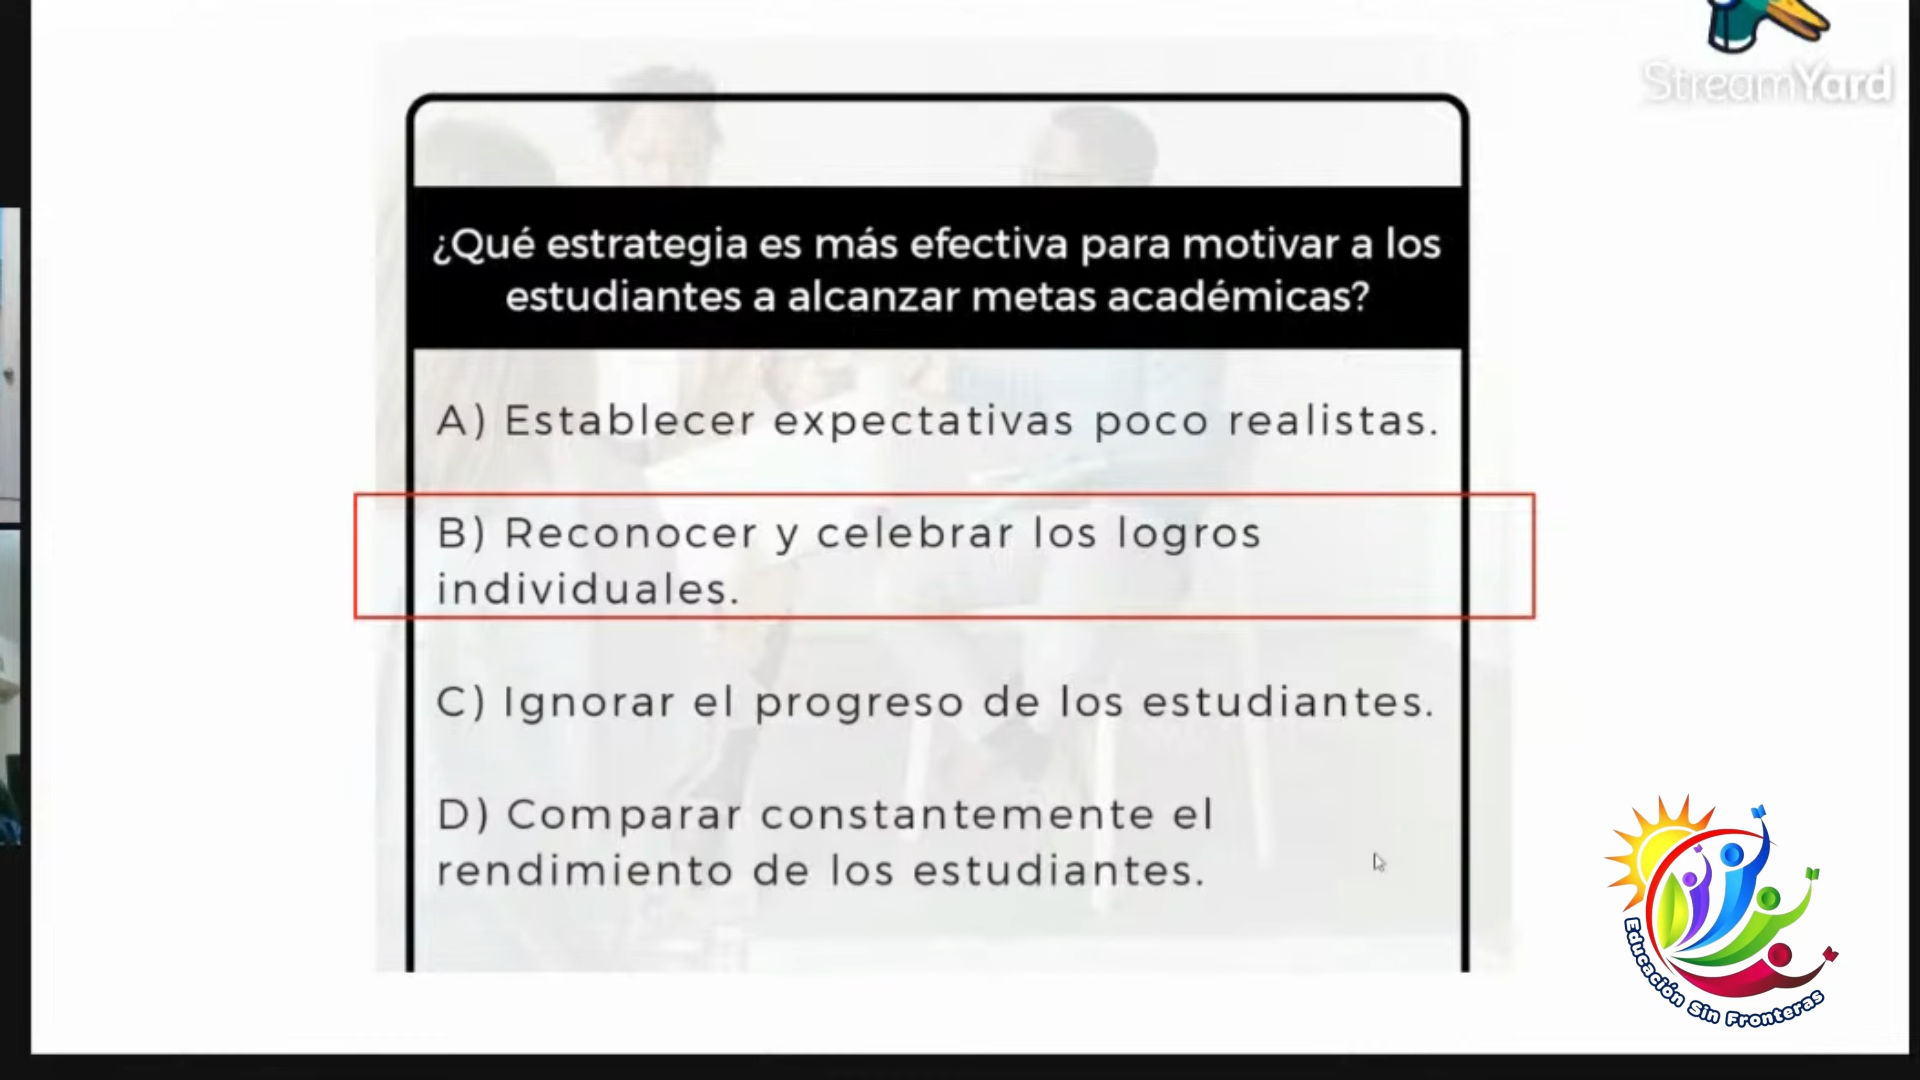 StreamYard
¿Qué estrategia es más efectiva para motivar a los
estudiantes a alcanzar metas académicas?
A) Establecer expectativas poco realistas.
B) Reconocer y celebrar los logros
individuales.
C) Ignorar el progreso de los estudiantes.
D) Comparar constantemente el
rendimiento de los estudiantes.
Educación Sin Fronteras